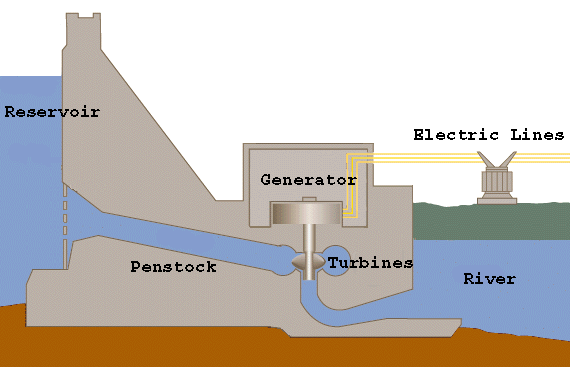 Reservoir
Electric Lines
Generator
Penstock
Turbines
River